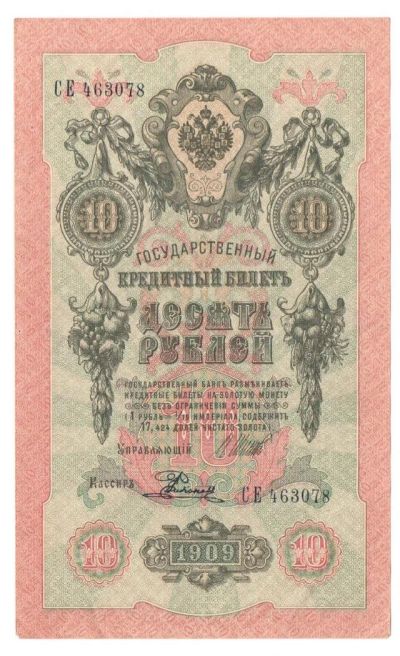 СЕ 463078
10 10
ГОСУДАРСТВЕННЫЙ
КРЕДИТНЫЙ БИЛЕТЪ
ДЕСЯТЬ
РУБЛЕЙ
ГОСУДАРСТВЕННЫЙ БАНКЪ РАЗМѢНИВАЕТЪ
КРЕДИТНЫЕ БИЛЕТЫ НА ЗОЛОТУЮ МОНЕТУ
БЕЗЪ ОГРАНИЧЕНІЯ СУММЫ
(1 РУБЛЬ = 1/15 ИМПЕРІАЛА, СОДЕРЖИТЪ
17,424 ДОЛЕЙ ЧИСТАГО ЗОЛОТА)
10
Управляющій
Кассиръ
СЕ 463078
10 1909 10